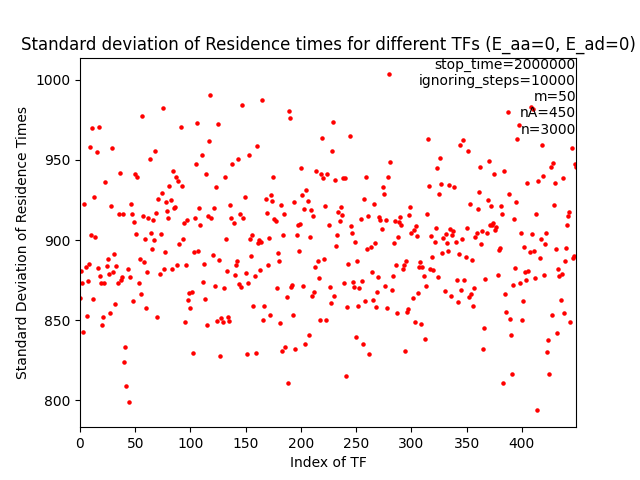 Standard deviation of Residence times for different TFs (E_aa=0, E_ad=0)
stop_time=2000000
ignoring_steps=10000
m=50
nA=450
n=3000
Standard Deviation of Residence Times
1000
950
900
850
800
0 50 100 150 200 250 300 350 400
Index of TF